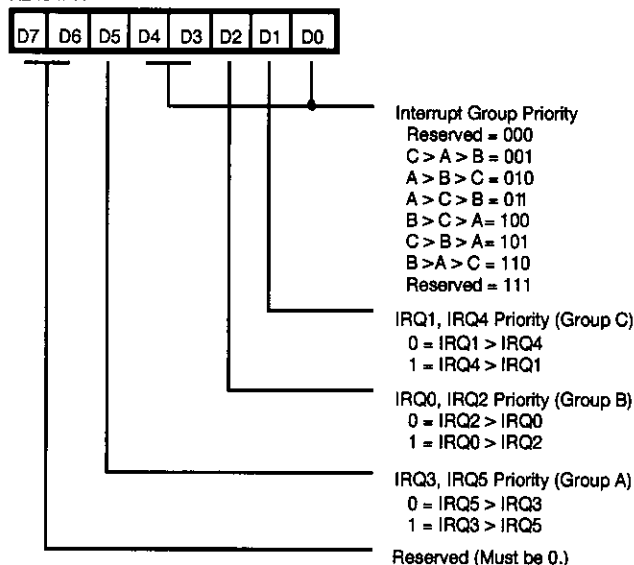 D7 D6 D5 D4 D3 D2 D1 D0
Interrupt Group Priority
Reserved = 000
C > A > B = 001
A > B > C = 010
A > C > B = 011
B > C > A= 100
C > B > A= 101
B >A > C = 110
Reserved = 111
IRQ1, IRQ4 Priority (Group C)
0 = IRQ1 > IRQ4
1 = IRQ4 > IRQ1
IRQ0, IRQ2 Priority (Group B)
0 = IRQ2 > IRQ0
1 = IRQ0 > IRQ2
IRQ3, IRQ5 Priority (Group A)
0 = IRQ5 > IRQ3
1 = IRQ3 > IRQ5
Reserved (Must be 0.)